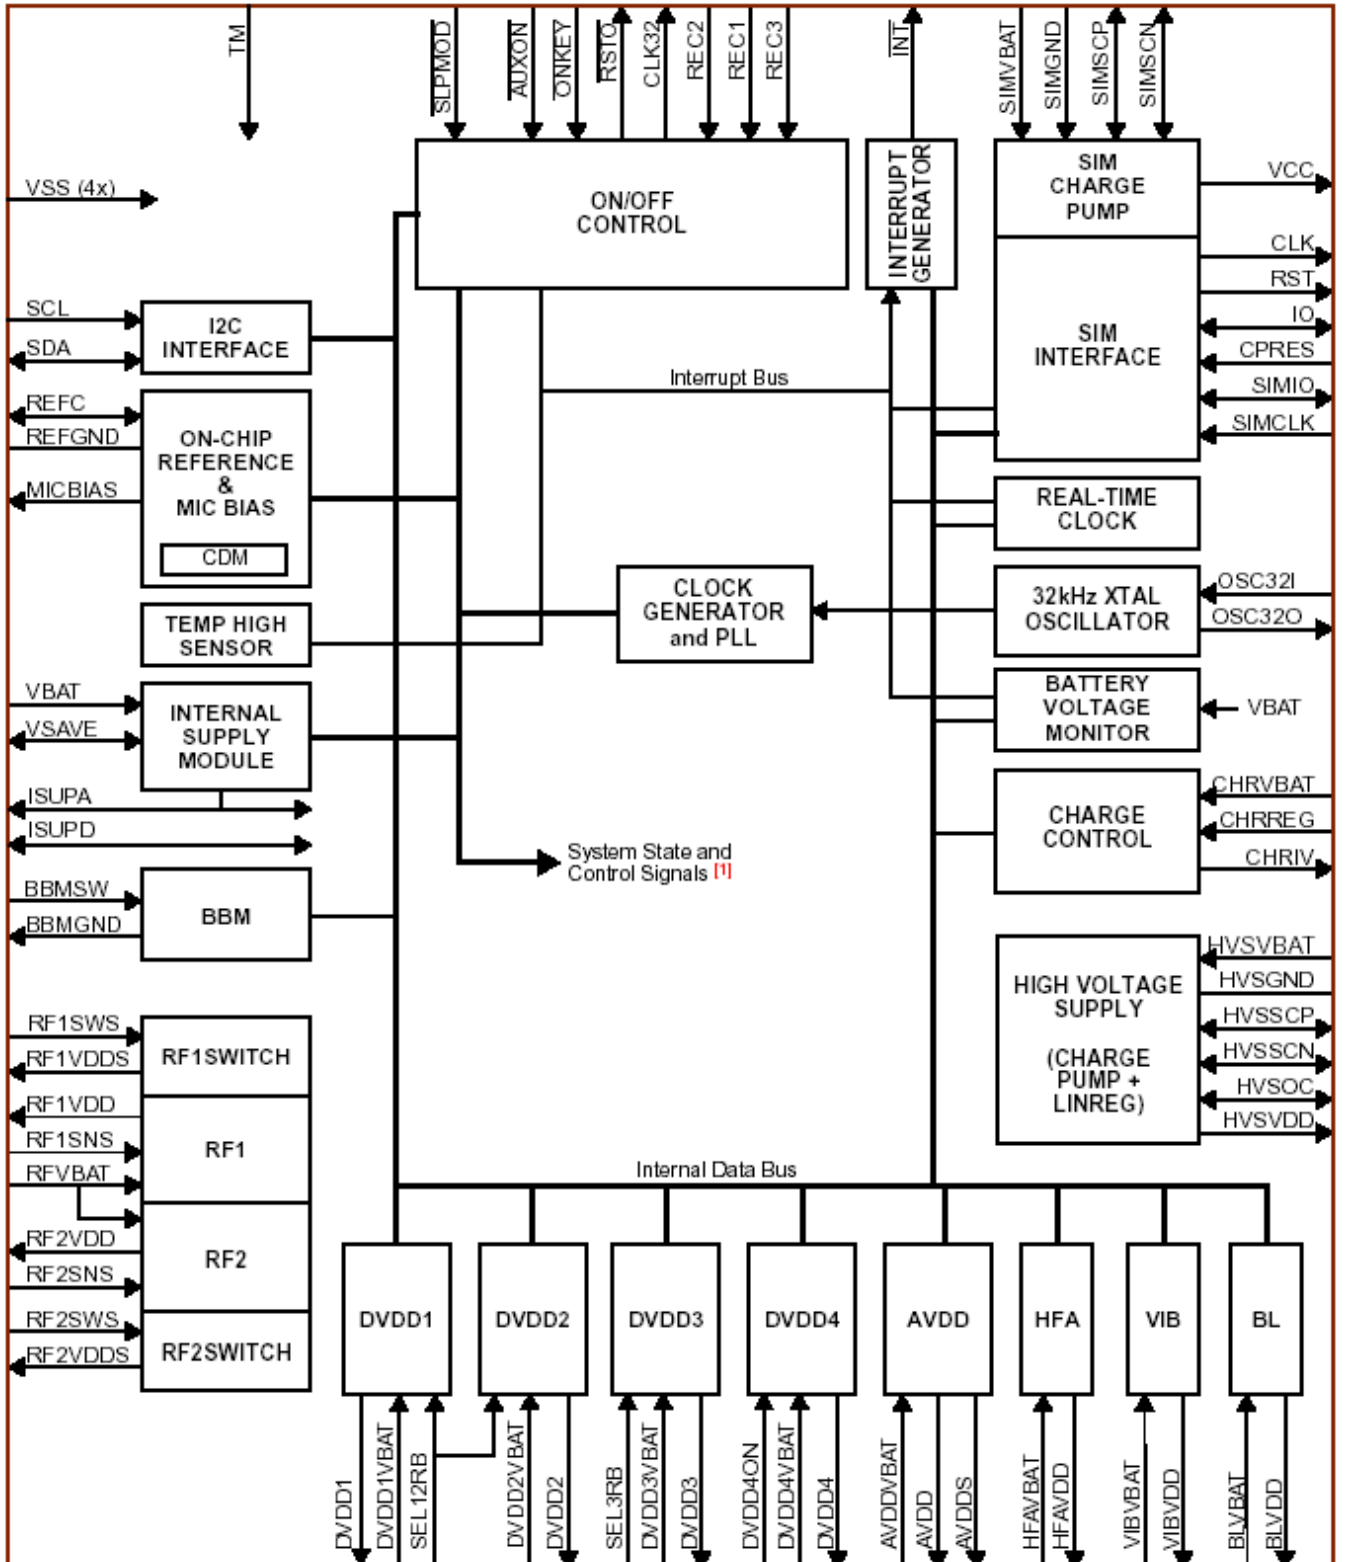 TM
SLPMOD
AUXON
ONKEY
RSTO
CLK32
REC2
REC1
REC3
INT
SIMVBAT
SIMGND
SIMSCP
SIMSCN
VSS (4x)
ON/OFF
CONTROL
INTERRUPT
GENERATOR
SIM
CHARGE
PUMP
VCC
SIM
INTERFACE
CLK
RST
IO
CPRES
SIMIO
SIMCLK
SCL
SDA
I2C
INTERFACE
Interrupt Bus
REFC
REFGND
MICBIAS
ON-CHIP
REFERENCE
&
MIC BIAS
CDM
REAL-TIME
CLOCK
TEMP HIGH
SENSOR
CLOCK
GENERATOR
and PLL
32kHz XTAL
OSCILLATOR
OSC32I
OSC32O
VBAT
VSAVE
INTERNAL
SUPPLY
MODULE
BATTERY
VOLTAGE
MONITOR
VBAT
ISUPA
ISUPD
System State and
Control Signals [1]
CHARGE
CONTROL
CHRVBAT
CHRREG
CHRIV
BBMSW
BBMGND
BBM
HIGH VOLTAGE
SUPPLY
(CHARGE
PUMP +
LINREG)
HVSVBAT
HVSGND
HVSSCP
HVSSCN
HVSOC
HVSVDD
RF1SWS
RF1VDDS
RF1SWITCH
RF1VDD
RF1SNS
RFVBAT
RF1
RF2VDD
RF2SNS
RF2
RF2SWS
RF2VDDS
RF2SWITCH
Internal Data Bus
DVDD1
DVDD2
DVDD3
DVDD4
AVDD
HFA
VIB
BL
DVDD1
DVDD1VBAT
SEL12RB
DVDD2VBAT
DVDD2
SEL3RB
DVDD3VBAT
DVDD3
DVDD4ON
DVDD4VBAT
DVDD4
AVDDVBAT
AVDD
AVDDS
HFAVBAT
HFAVDD
VIBVBAT
VIBVDD
BLVBAT
BLVDD